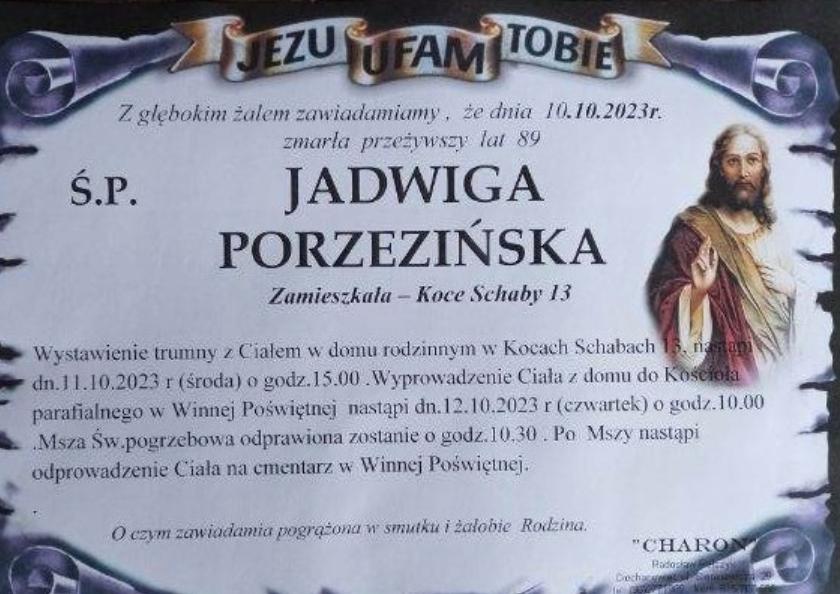 JEZU UFAM TOBIE
Z głębokim żalem zawiadamiamy , że dnia 10.10.2023r.
zmarła przeżywszy lat 89
Ś.P. JADWIGA
PORZEZIŃSKA
Zamieszkała – Koce Schaby 13
Wystawienie trumny z Ciałem w domu rodzinnym w Kocach Schabach 13. nastąpi
dn.11.10.2023 r (środa) o godz.15.00 .Wyprowadzenie Ciała z domu do Kościoła
parafialnego w Winnej Poświętnej nastąpi dn.12.10.2023 r (czwartek) o godz.10.00
.Msza Św.pogrzebowa odprawiona zostanie o godz.10.30 . Po Mszy nastąpi
odprowadzenie Ciała na cmentarz w Winnej Poświętnej.
.
O czym zawiadamia pogrążona w smutku i żałobie Rodzina.
"CHARON"
Radosław
Ciechanowiec ul.